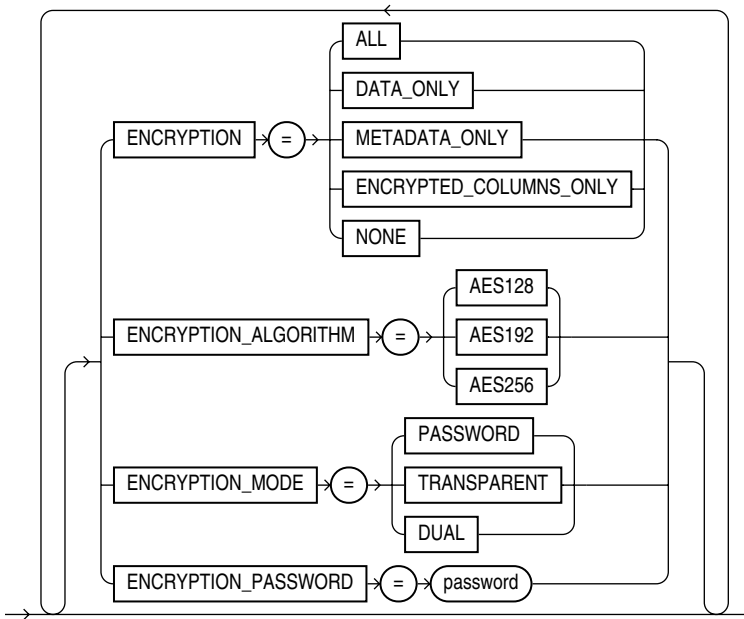 ALL
DATA_ONLY
ENCRYPTION = METADATA_ONLY
ENCRYPTED_COLUMNS_ONLY
NONE
AES128
ENCRYPTION_ALGORITHM = AES192
AES256
PASSWORD
ENCRYPTION_MODE = TRANSPARENT
DUAL
ENCRYPTION_PASSWORD = password